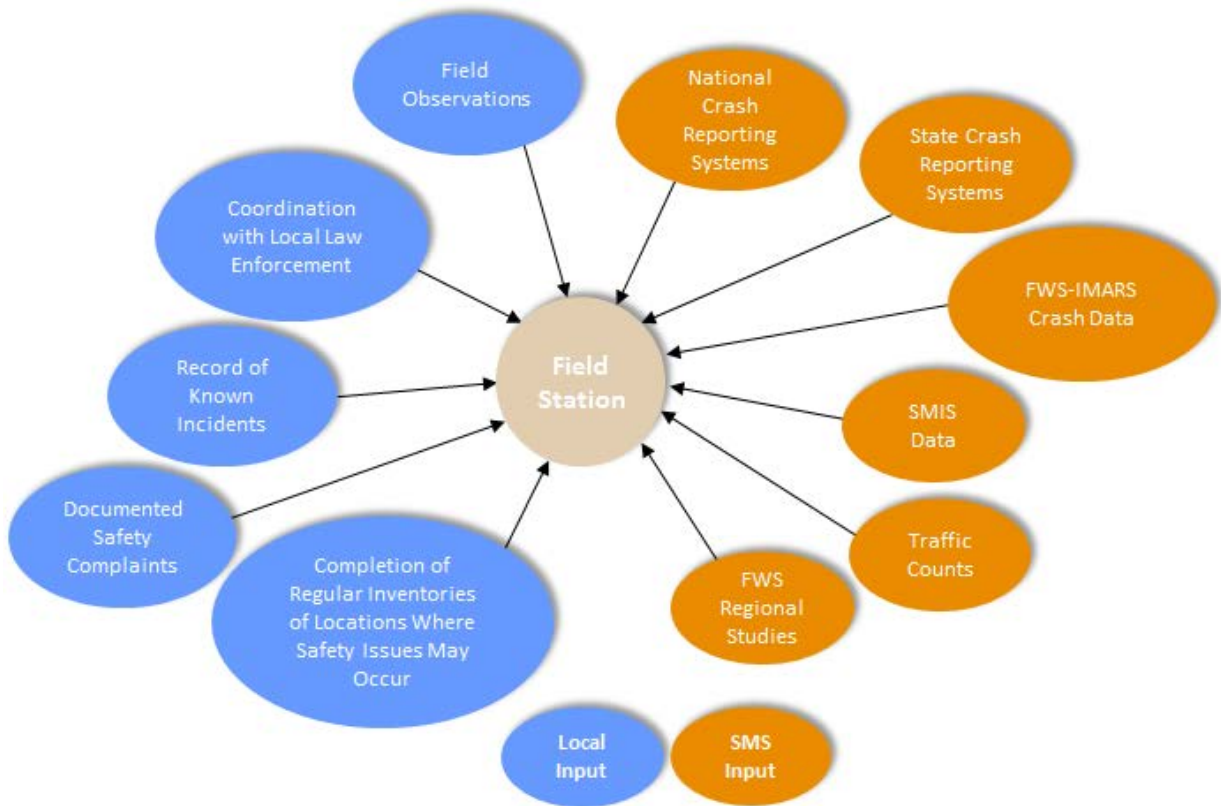 Field
Observations
National
Crash
Reporting
Systems
State Crash
Reporting
Systems
Coordination
with Local Law
Enforcement
FWS-IMARS
Crash Data
Record of
Known
Incidents
Field
Station
SMIS
Data
Documented
Safety
Complaints
Completion of
Regular Inventories
of Locations Where
Safety Issues May
Occur
FWS
Regional
Studies
Traffic
Counts
Local
Input
SMS
Input